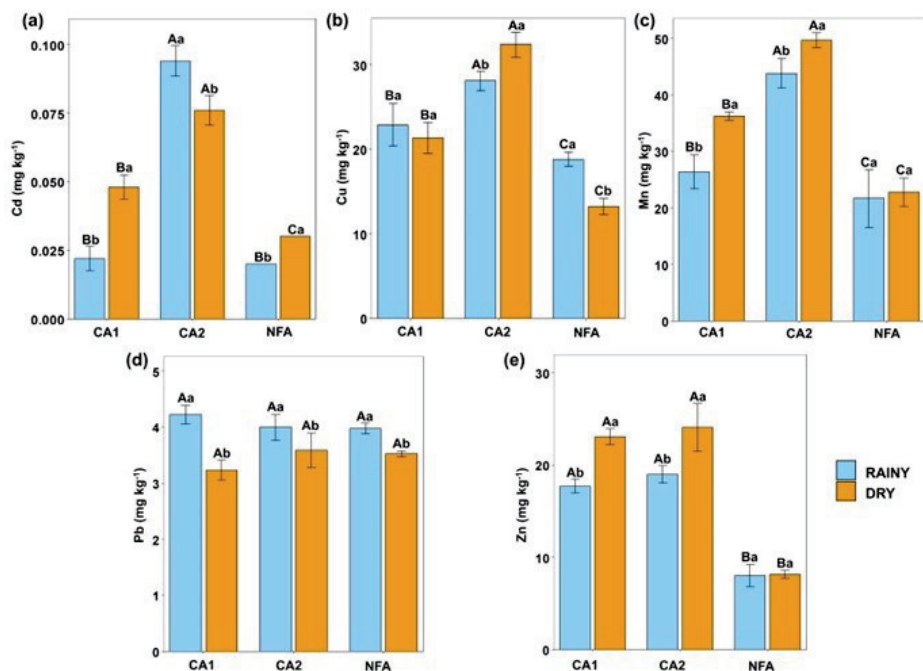 (a)
0.100
0.075
0.050
0.025
0.000
Cd (mg kg⁻¹)
Bb
Ba
Aa
Ab
Bb
Ca
CA1
CA2
NFA
(b)
30
20
10
0
Cu (mg kg⁻¹)
Ba
Ba
Ab
Aa
Ca
Cb
CA1
CA2
NFA
(c)
50
40
30
20
10
0
Mn (mg kg⁻¹)
Bb
Ba
Ab
Aa
Ca
Ca
CA1
CA2
NFA
(d)
5
4
3
2
1
0
Pb (mg kg⁻¹)
Aa
Ab
Aa
Ab
Aa
Ab
CA1
CA2
NFA
(e)
30
20
10
0
Zn (mg kg⁻¹)
Ab
Aa
Ab
Aa
Ba
Ba
CA1
CA2
NFA
RAINY
DRY